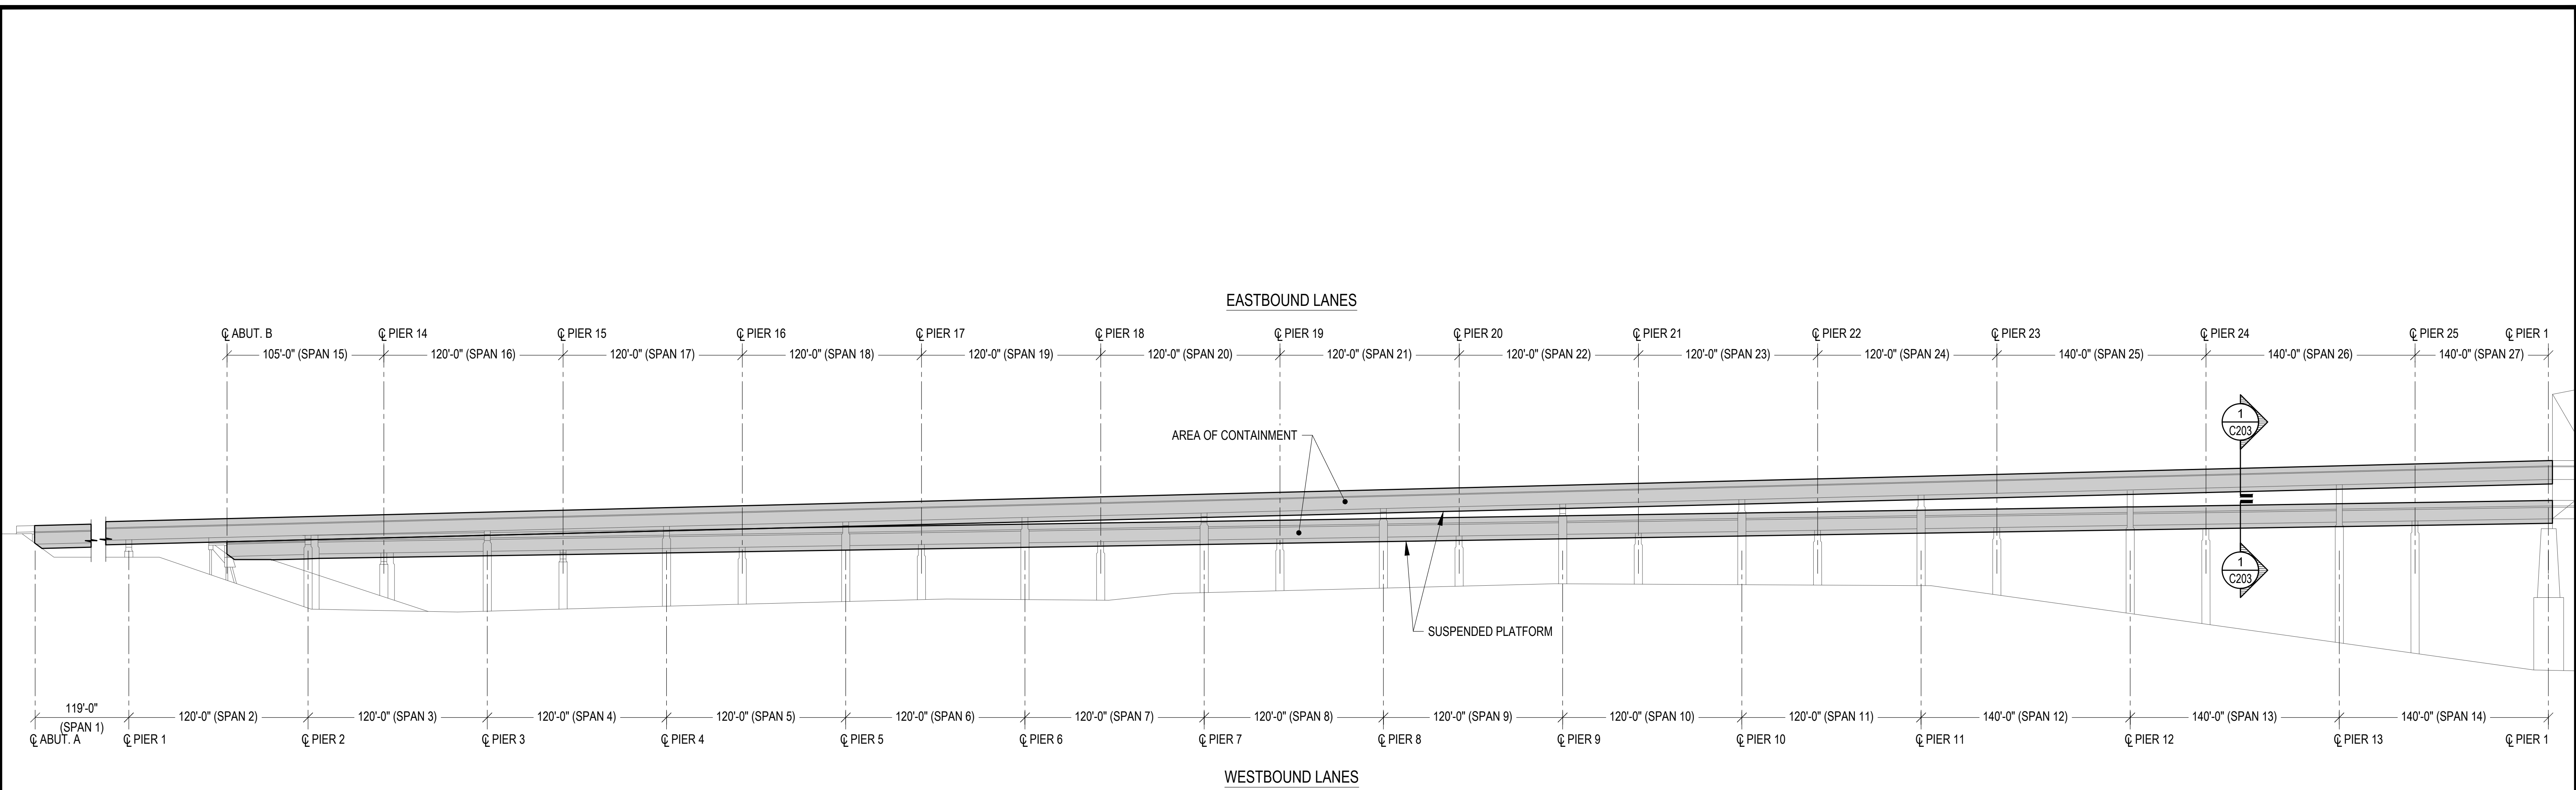 EASTBOUND LANES
℄ ABUT. B ℄ PIER 14 ℄ PIER 15 ℄ PIER 16 ℄ PIER 17 ℄ PIER 18 ℄ PIER 19 ℄ PIER 20 ℄ PIER 21 ℄ PIER 22 ℄ PIER 23 ℄ PIER 24 ℄ PIER 25 ℄ PIER 1
105'-0" (SPAN 15) 120'-0" (SPAN 16) 120'-0" (SPAN 17) 120'-0" (SPAN 18) 120'-0" (SPAN 19) 120'-0" (SPAN 20) 120'-0" (SPAN 21) 120'-0" (SPAN 22) 120'-0" (SPAN 23) 120'-0" (SPAN 24) 140'-0" (SPAN 25) 140'-0" (SPAN 26) 140'-0" (SPAN 27)
1
C203
AREA OF CONTAINMENT
1
C203
SUSPENDED PLATFORM
119'-0"
(SPAN 1)
120'-0" (SPAN 2) 120'-0" (SPAN 3) 120'-0" (SPAN 4) 120'-0" (SPAN 5) 120'-0" (SPAN 6) 120'-0" (SPAN 7) 120'-0" (SPAN 8) 120'-0" (SPAN 9) 120'-0" (SPAN 10) 120'-0" (SPAN 11) 140'-0" (SPAN 12) 140'-0" (SPAN 13) 140'-0" (SPAN 14)
℄ ABUT. A ℄ PIER 1 ℄ PIER 2 ℄ PIER 3 ℄ PIER 4 ℄ PIER 5 ℄ PIER 6 ℄ PIER 7 ℄ PIER 8 ℄ PIER 9 ℄ PIER 10 ℄ PIER 11 ℄ PIER 12 ℄ PIER 13 ℄ PIER 1
WESTBOUND LANES